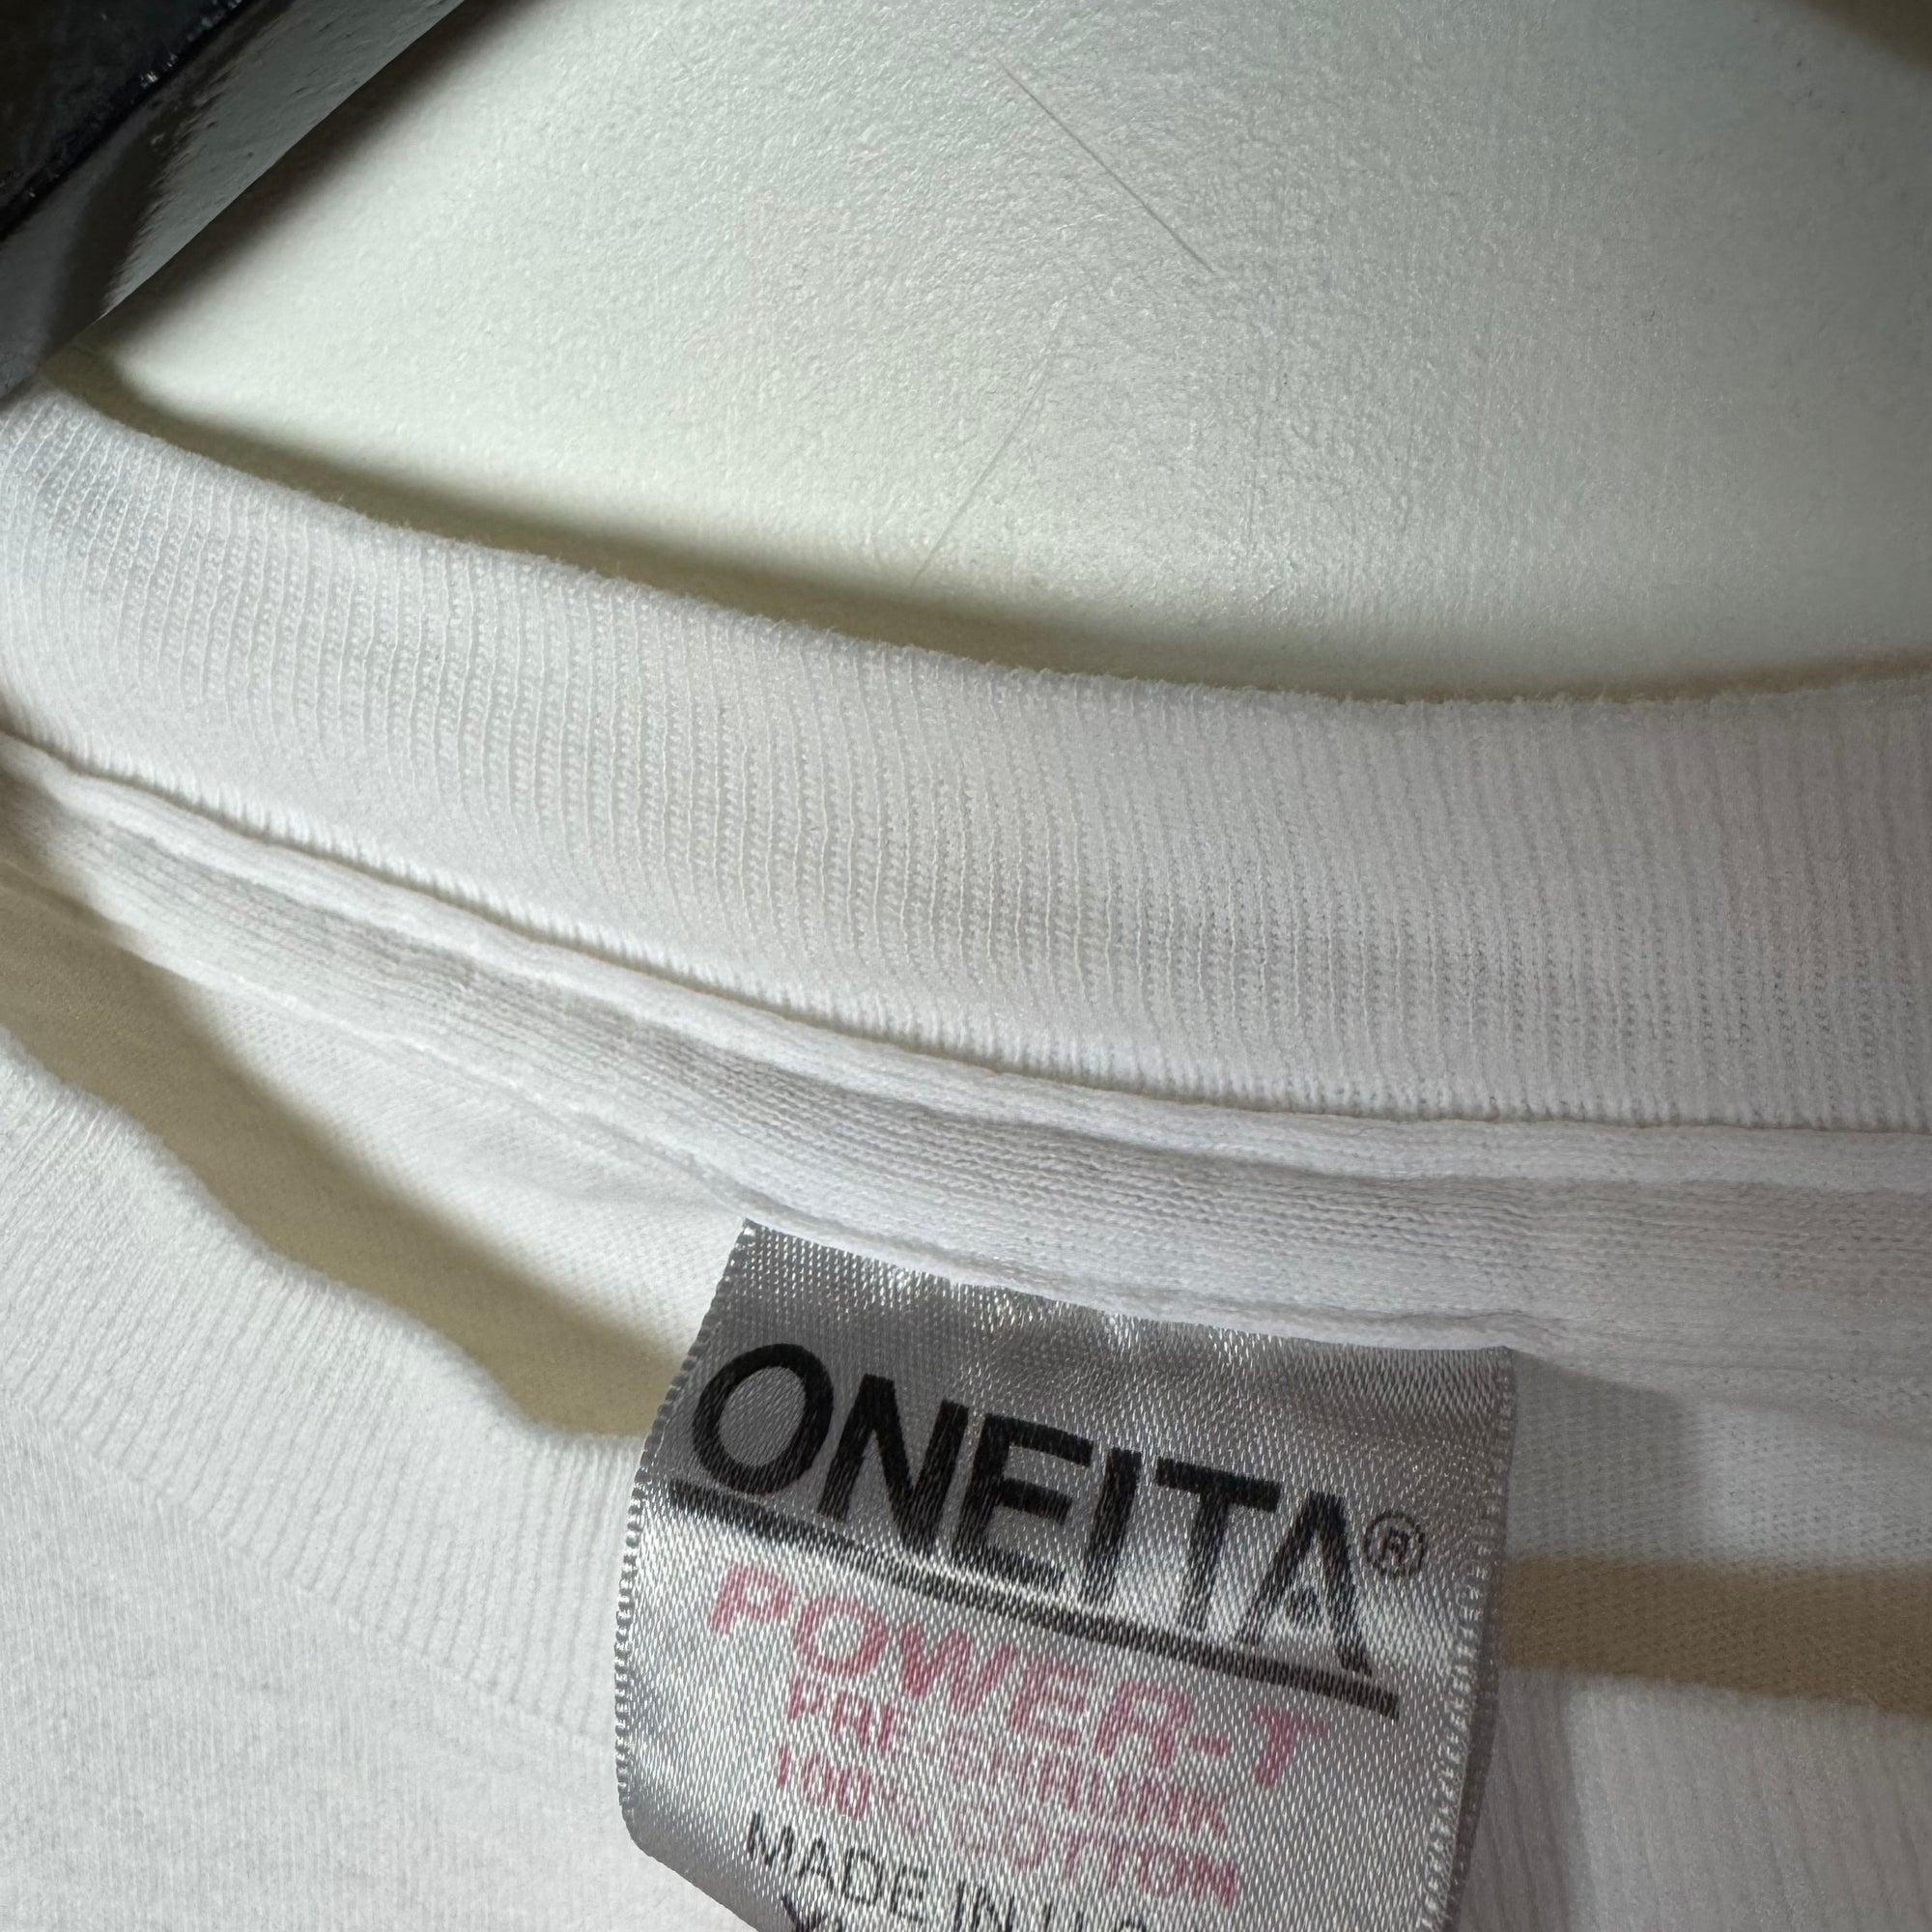 ONEITA®
POWER-T
PRE-SHRUNK
100% COTTON
MADE IN U.S.